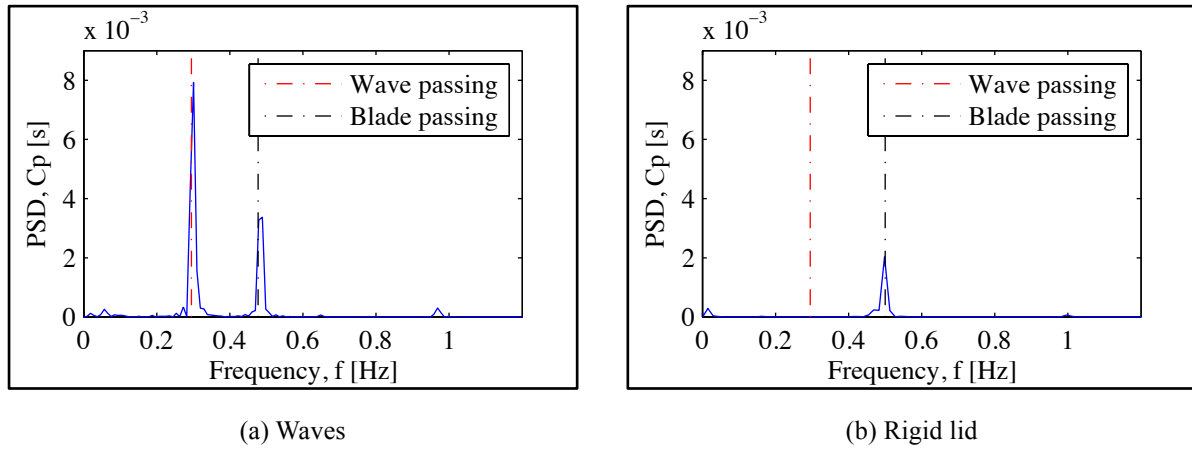 x 10⁻³
8
6
4
2
0
PSD, Cp [s]
0 0.2 0.4 0.6 0.8 1
Frequency, f [Hz]
Wave passing
Blade passing
(a) Waves
x 10⁻³
8
6
4
2
0
PSD, Cp [s]
0 0.2 0.4 0.6 0.8 1
Frequency, f [Hz]
Wave passing
Blade passing
(b) Rigid lid